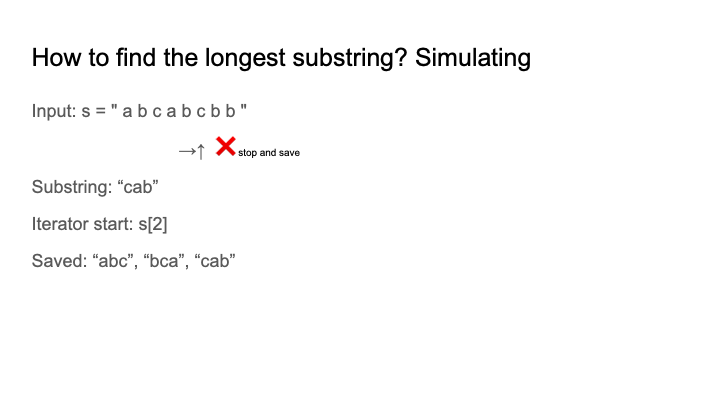 How to find the longest substring? Simulating
Input: s = " a b c a b c b b "
→↑ ❌ stop and save
Substring: “cab”
Iterator start: s[2]
Saved: “abc”, “bca”, “cab”